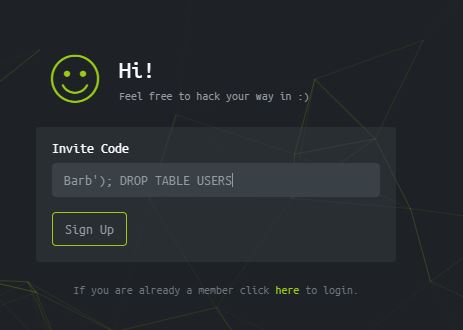 Hi!
Feel free to hack your way in :)
Invite Code
Barb'); DROP TABLE USERS
Sign Up
If you are already a member click here to login.